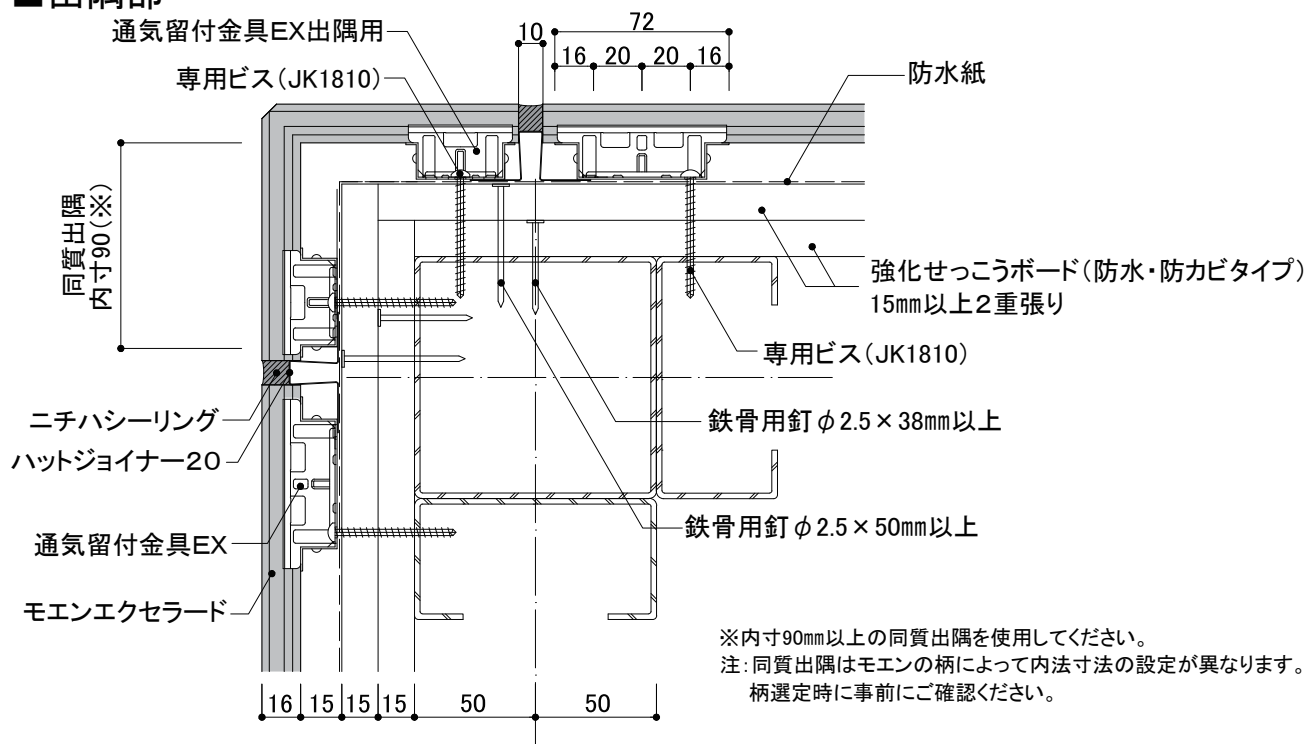 ■出隅部
通気留付金具EX出隅用
専用ビス(JK1810)
10
72
16 20 20 16
防水紙
同質出隅
内寸90(※)
強化せっこうボード(防水・防カビタイプ)
15mm以上2重張り
専用ビス(JK1810)
ニチハシーリング
ハットジョイナー20
鉄骨用釘φ2.5×38mm以上
通気留付金具EX
鉄骨用釘φ2.5×50mm以上
モエンエクセラード
※内寸90mm以上の同質出隅を使用してください。
注:同質出隅はモエンの柄によって内法寸法の設定が異なります。
柄選定時に事前にご確認ください。
16 15 15 15 50 50